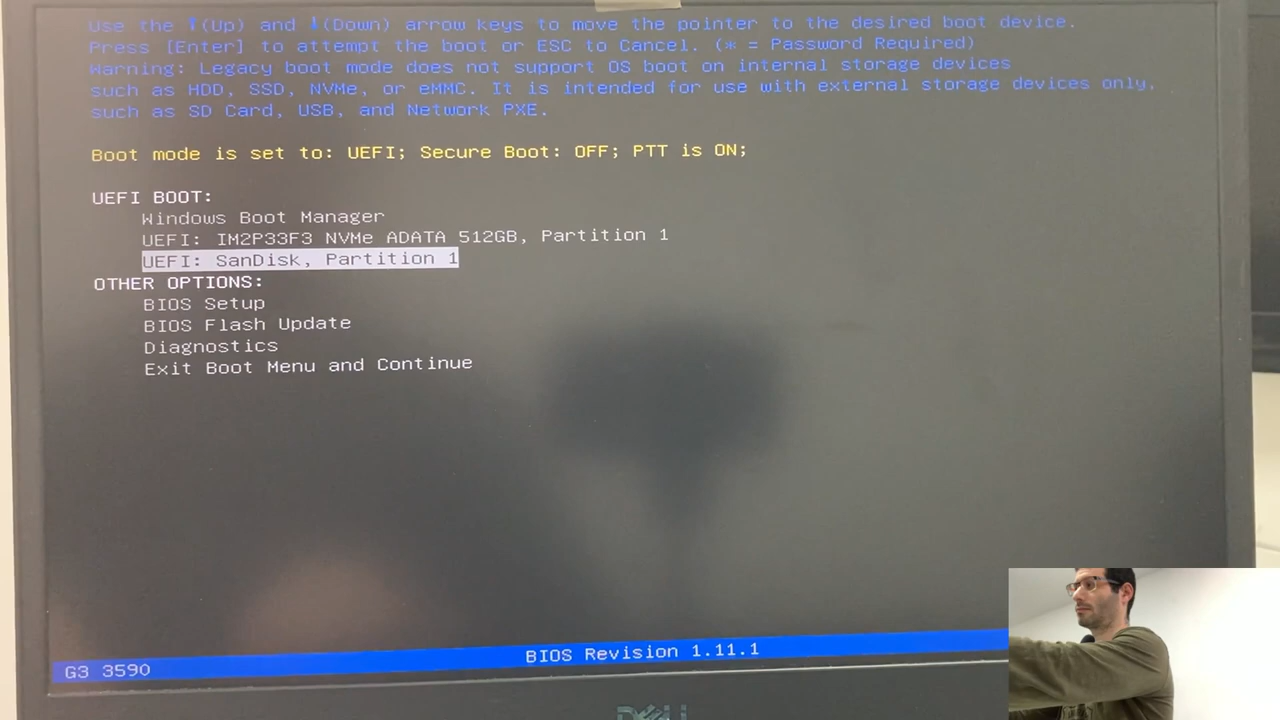 Use the ↑(Up) and ↓(Down) arrow keys to move the pointer to the desired boot device.
Press [Enter] to attempt the boot or ESC to Cancel. (* = Password Required)
Warning: Legacy boot mode does not support OS boot on internal storage devices
such as HDD, SSD, NVMe, or eMMC. It is intended for use with external storage devices only,
such as SD Card, USB, and Network PXE.
Boot mode is set to: UEFI; Secure Boot: OFF; PTT is ON;
UEFI BOOT:
Windows Boot Manager
UEFI: IM2P33F3 NVMe ADATA 512GB, Partition 1
UEFI: SanDisk, Partition 1
OTHER OPTIONS:
BIOS Setup
BIOS Flash Update
Diagnostics
Exit Boot Menu and Continue
G3 3590
BIOS Revision 1.11.1
DELL